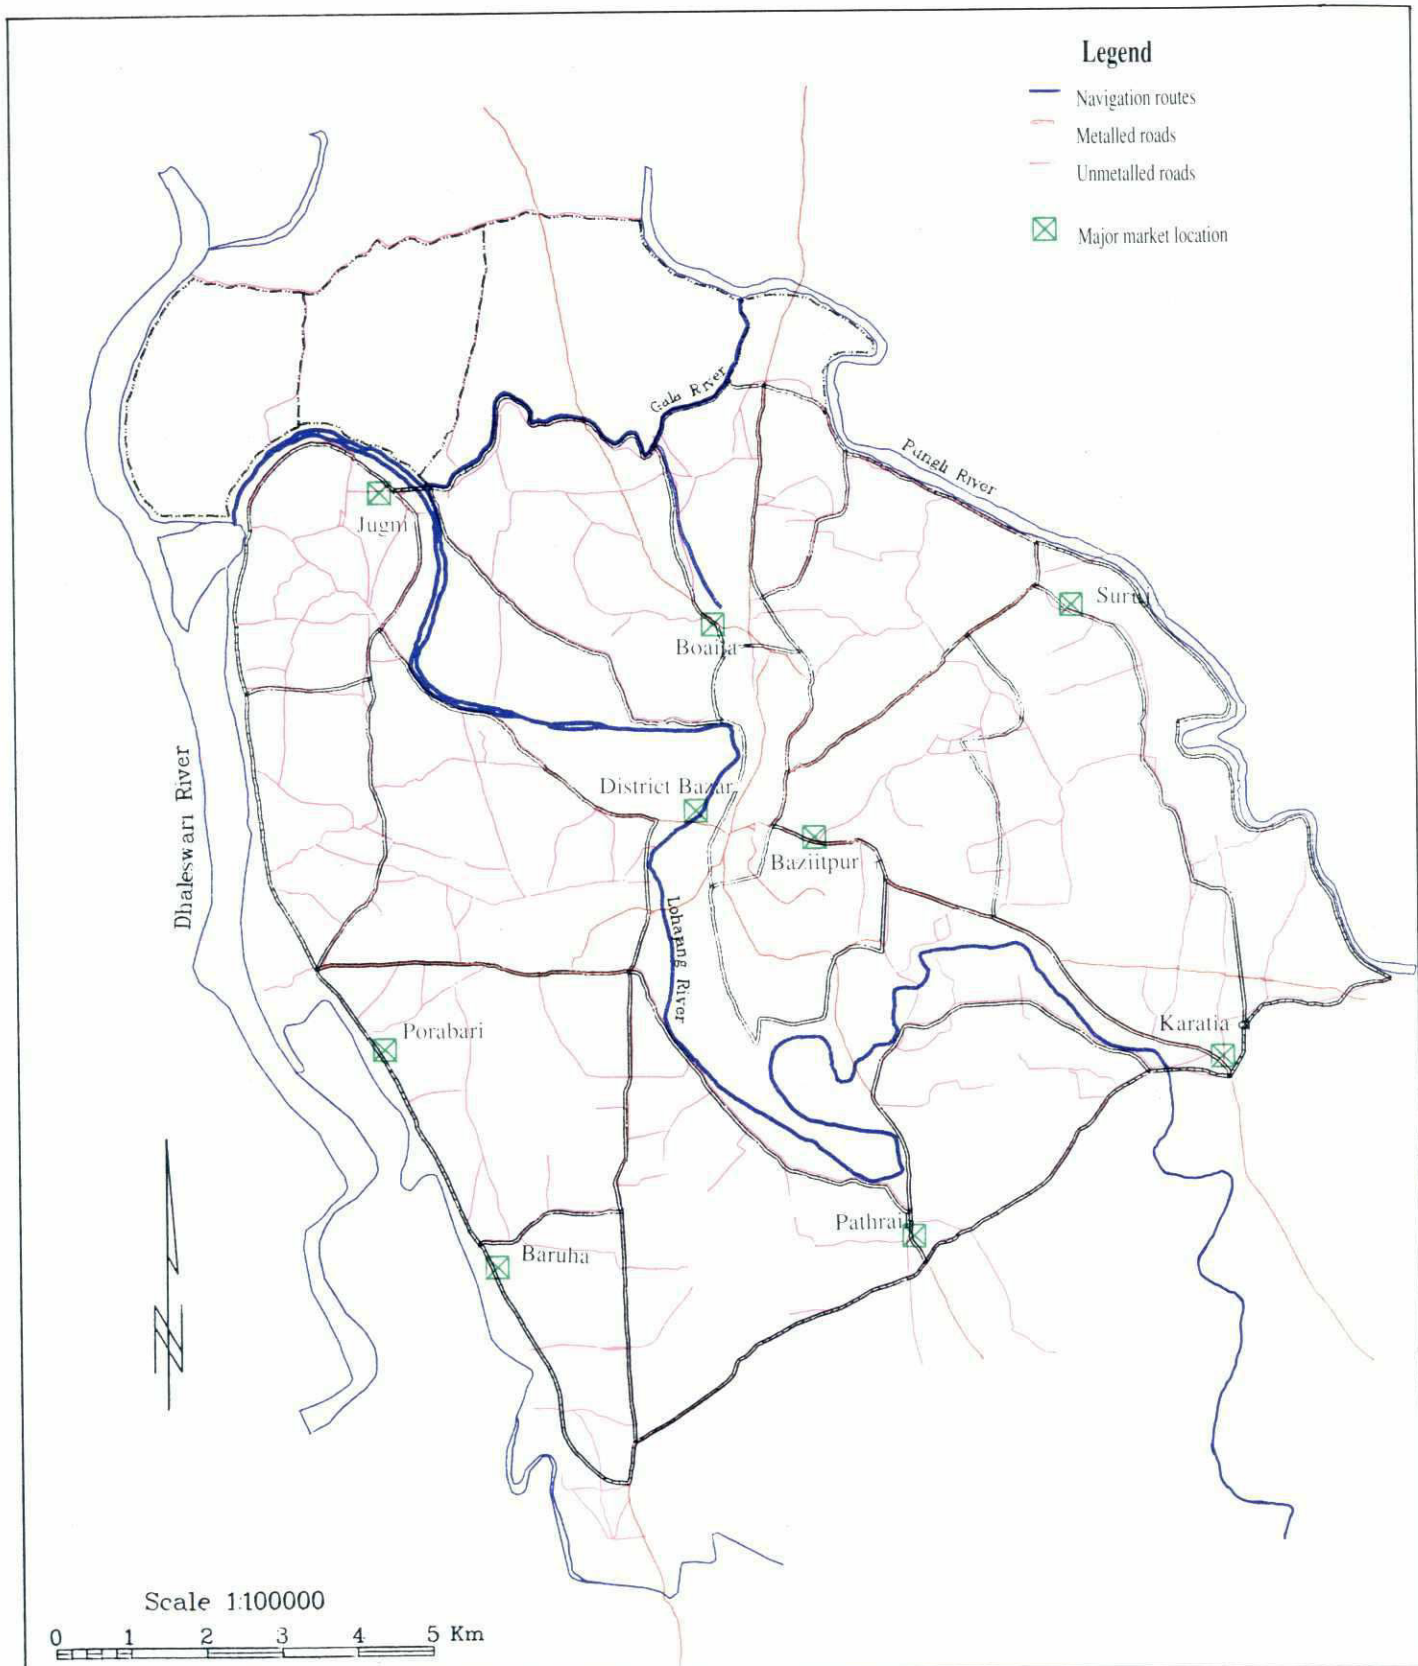 Legend
Navigation routes
Metalled roads
Unmetalled roads
Major market location
Gala River
Pungli River
Jugni
Boailа
District Bazar
Baziitpur
Dhaleswari River
Lohajang River
Porabari
Karatia
Pathrail
Baruha
Scale 1:100000
0 1 2 3 4 5 Km